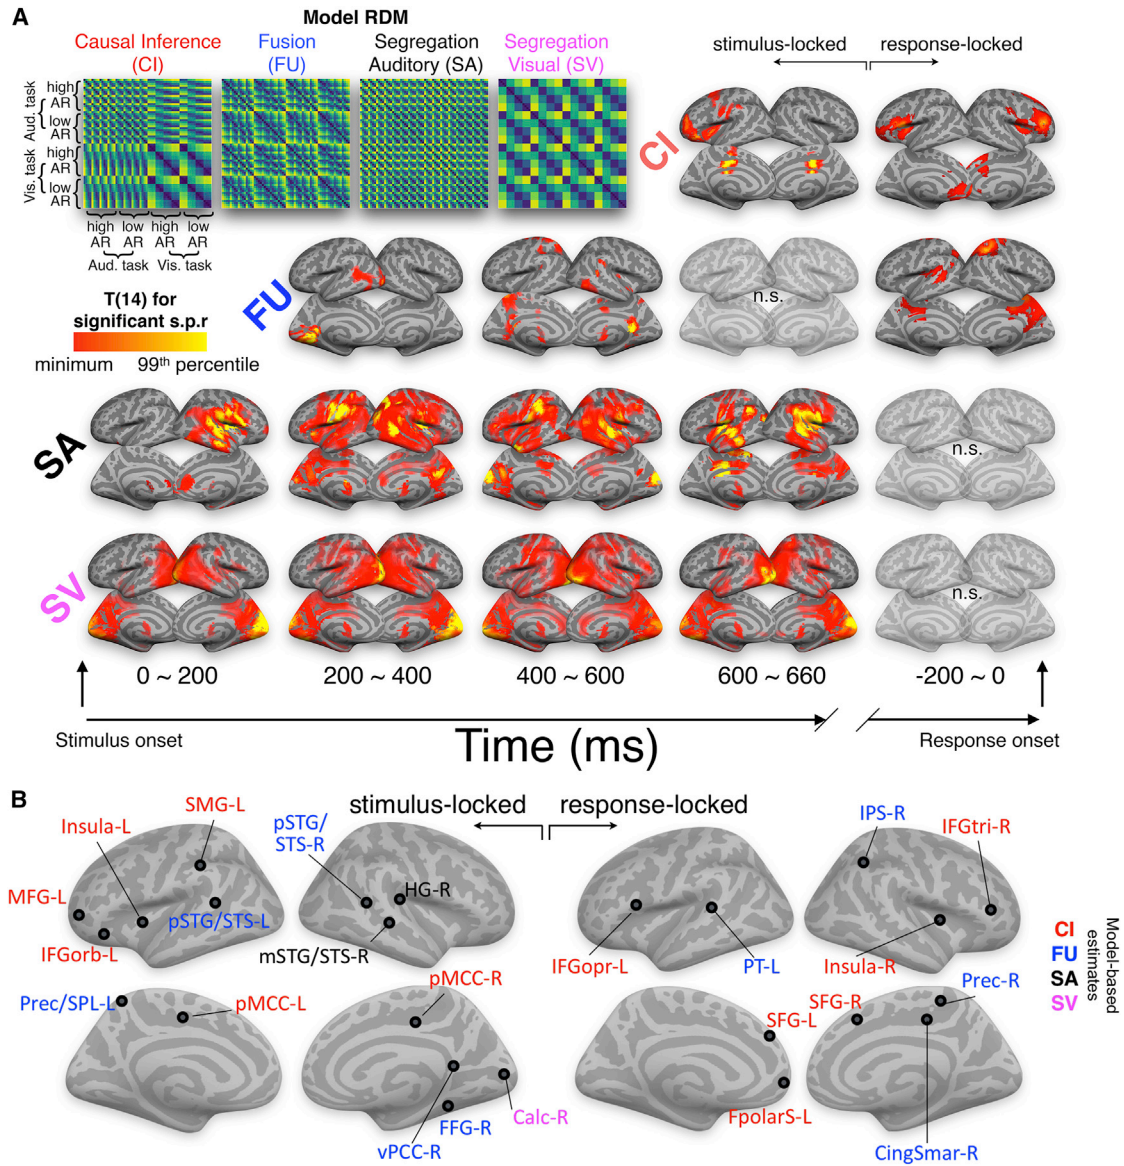 A
Model RDM
Causal Inference
(CI)
Fusion
(FU)
Segregation
Auditory (SA)
Segregation
Visual (SV)
stimulus-locked
response-locked
Aud. task
high
AR
low
AR
Vis. task
high
AR
low
AR
high
AR
low
AR
high
AR
low
AR
Aud. task
Vis. task
CI
T(14) for
significant s.p.r
minimum
99th percentile
FU
n.s.
SA
n.s.
SV
n.s.
0 ~ 200
200 ~ 400
400 ~ 600
600 ~ 660
-200 ~ 0
Stimulus onset
Time (ms)
Response onset
B
stimulus-locked
response-locked
SMG-L
Insula-L
MFG-L
IFGorb-L
pSTG/STS-L
pSTG/
STS-R
HG-R
mSTG/STS-R
IFGopr-L
PT-L
IPS-R
IFGtri-R
Insula-R
Prec/SPL-L
pMCC-L
pMCC-R
Calc-R
FFG-R
vPCC-R
SFG-L
FpolarS-L
SFG-R
Prec-R
CingSmar-R
CI
FU
SA
SV
Model-based
estimates